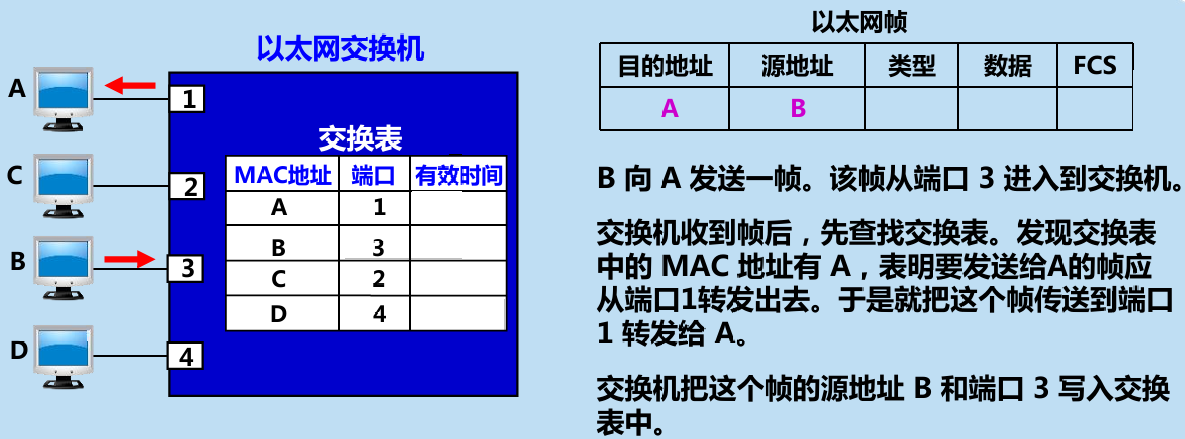 以太网交换机
A
1
交换表
MAC地址 端口 有效时间
A 1
B 3
C 2
D 4
C
2
B
3
D
4
以太网帧
目的地址 源地址 类型 数据 FCS
A B
B 向 A 发送一帧。该帧从端口 3 进入到交换机。
交换机收到帧后，先查找交换表。发现交换表
中的 MAC 地址有 A，表明要发送给A的帧应
从端口1转发出去。于是就把这个帧传送到端口
1 转发给 A。
交换机把这个帧的源地址 B 和端口 3 写入交换
表中。